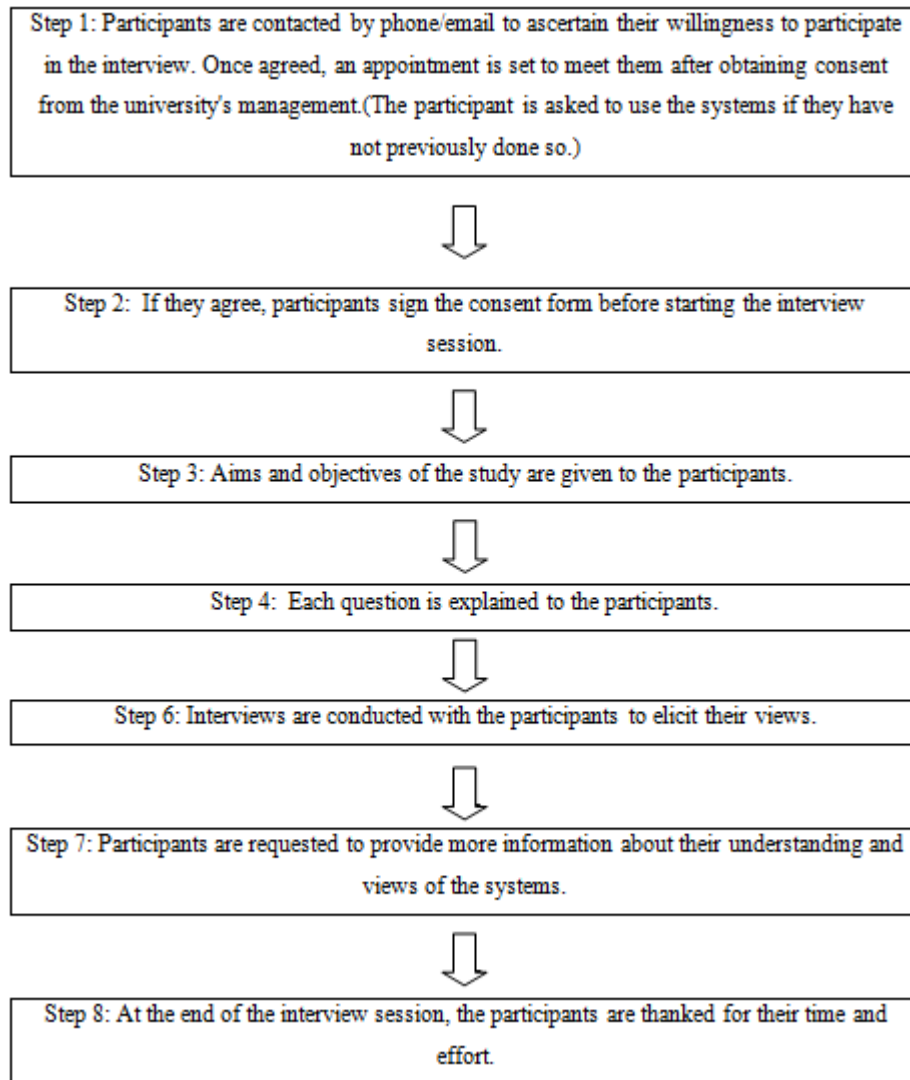 Step 1: Participants are contacted by phone/email to ascertain their willingness to participate
in the interview. Once agreed, an appointment is set to meet them after obtaining consent
from the university's management.(The participant is asked to use the systems if they have
not previously done so.)
Step 2: If they agree, participants sign the consent form before starting the interview
session.
Step 3: Aims and objectives of the study are given to the participants.
Step 4: Each question is explained to the participants.
Step 6: Interviews are conducted with the participants to elicit their views.
Step 7: Participants are requested to provide more information about their understanding and
views of the systems.
Step 8: At the end of the interview session, the participants are thanked for their time and
effort.